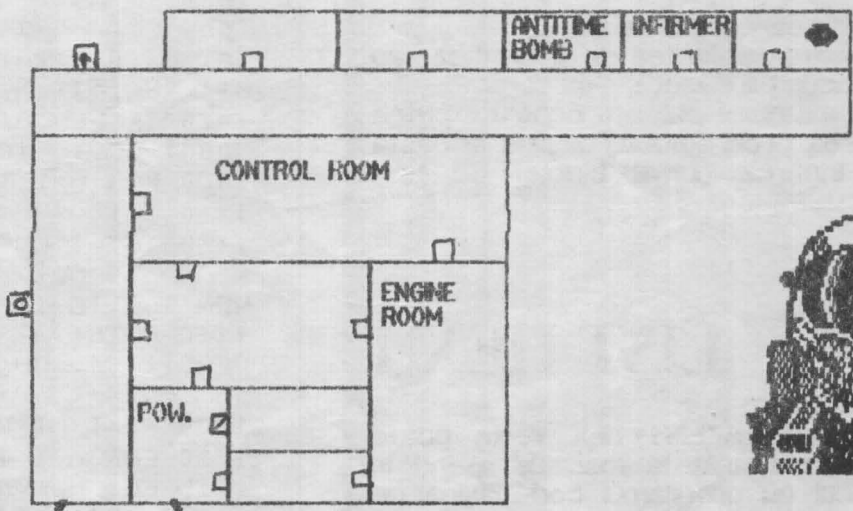 ANTITIME
BOMB
INFIRMER
CONTROL ROOM
ENGINE
ROOM
POW.